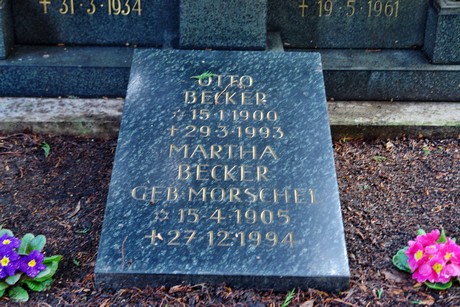 ✝ 31·3·1934
✝ 19·5·1961
OTTO
BECKER
☆ 15·1·1900
✝ 29·3·1993
MARTHA
BECKER
GEB·MORSCHEL
☆ 15·4·1905
✝ 27·12·1994